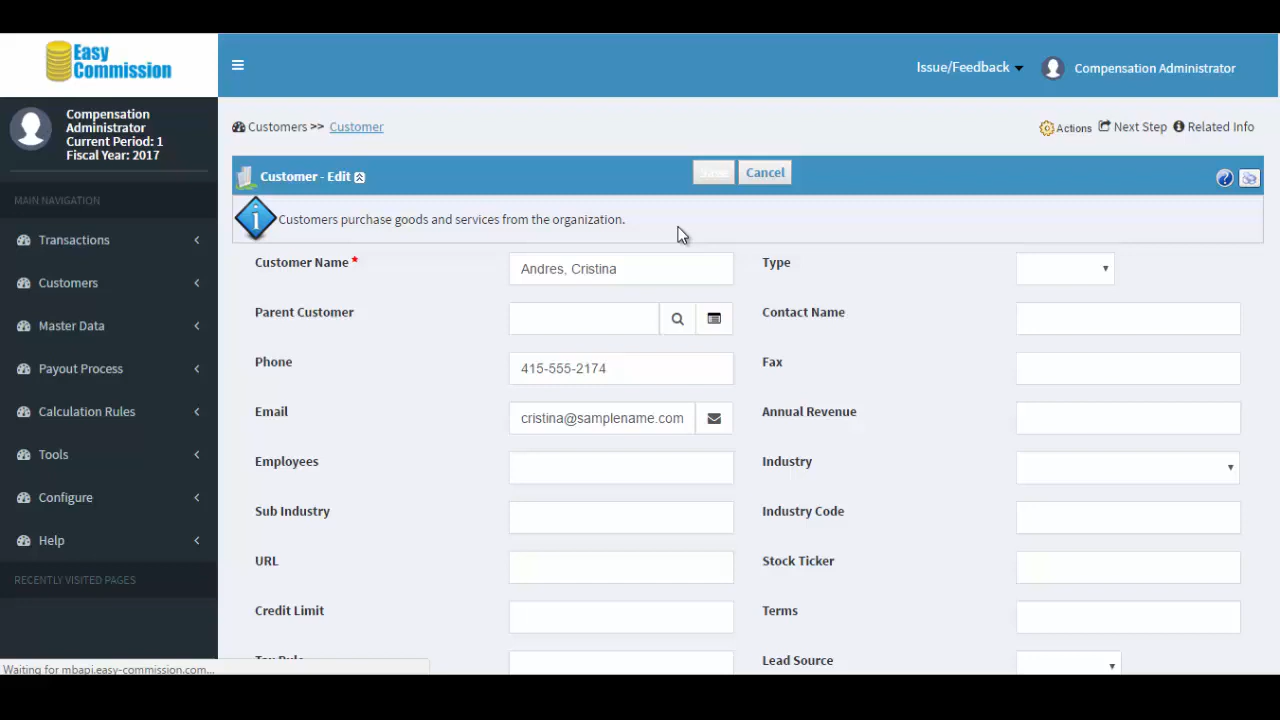 Easy
Commission
Issue/Feedback
Compensation Administrator
Compensation
Administrator
Current Period: 1
Fiscal Year: 2017
Customers >> Customer
Actions Next Step Related Info
Customer - Edit
Save
Cancel
MAIN NAVIGATION
Customers purchase goods and services from the organization.
Transactions
Customers
Master Data
Payout Process
Calculation Rules
Tools
Configure
Help
RECENTLY VISITED PAGES
Customer Name * Andres, Cristina
Type
Parent Customer
Contact Name
Phone 415-555-2174
Fax
Email cristina@samplename.com
Annual Revenue
Employees
Industry
Sub Industry
Industry Code
URL
Stock Ticker
Credit Limit
Terms
Lead Source
Waiting for mbapi.easy-commission.com...